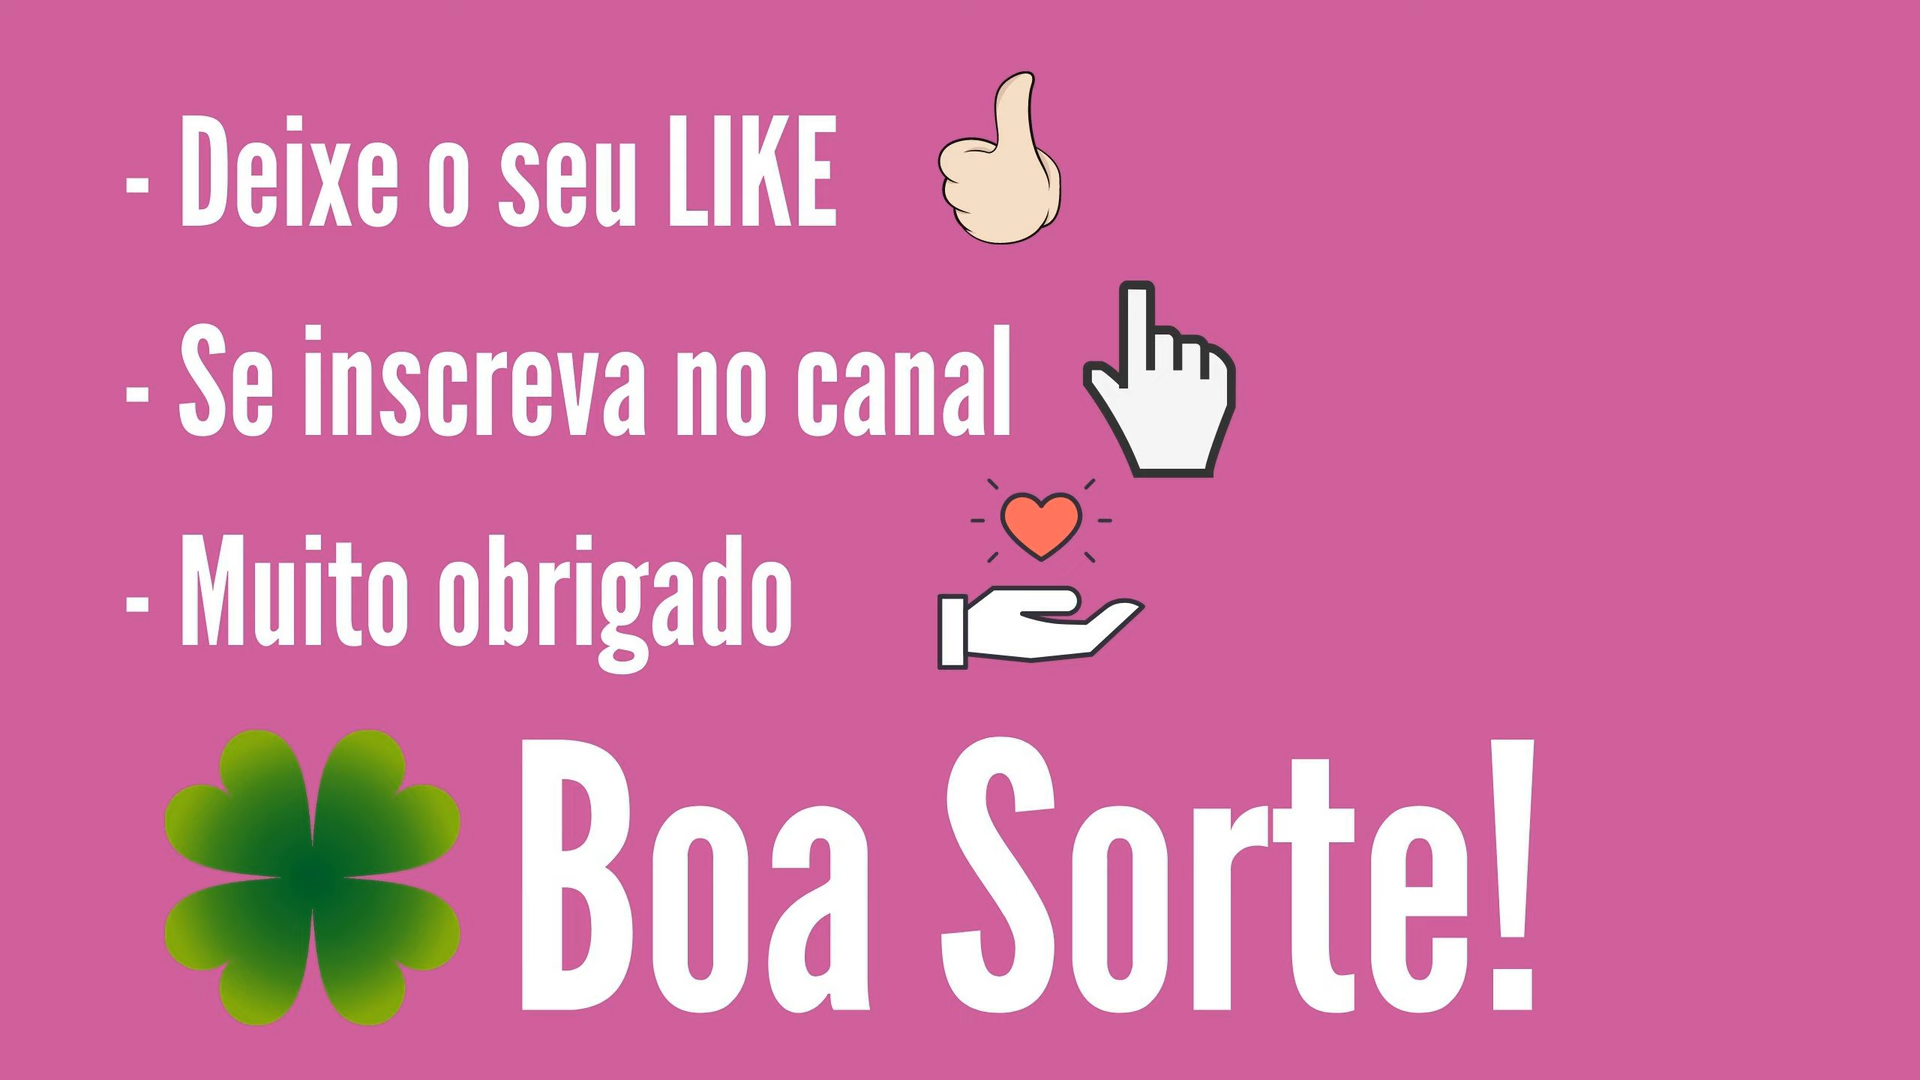 - Deixe o seu LIKE
- Se inscreva no canal
- Muito obrigado
Boa Sorte!